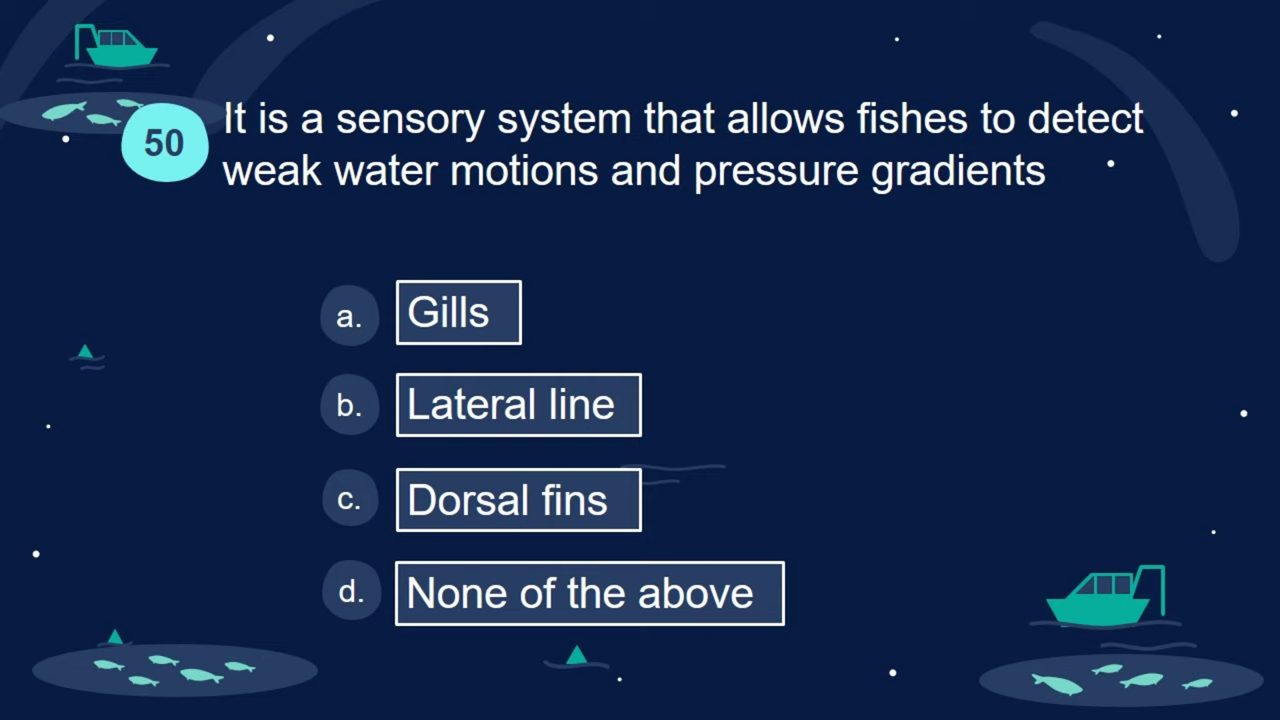 50
It is a sensory system that allows fishes to detect
weak water motions and pressure gradients
a. Gills
b. Lateral line
c. Dorsal fins
d. None of the above